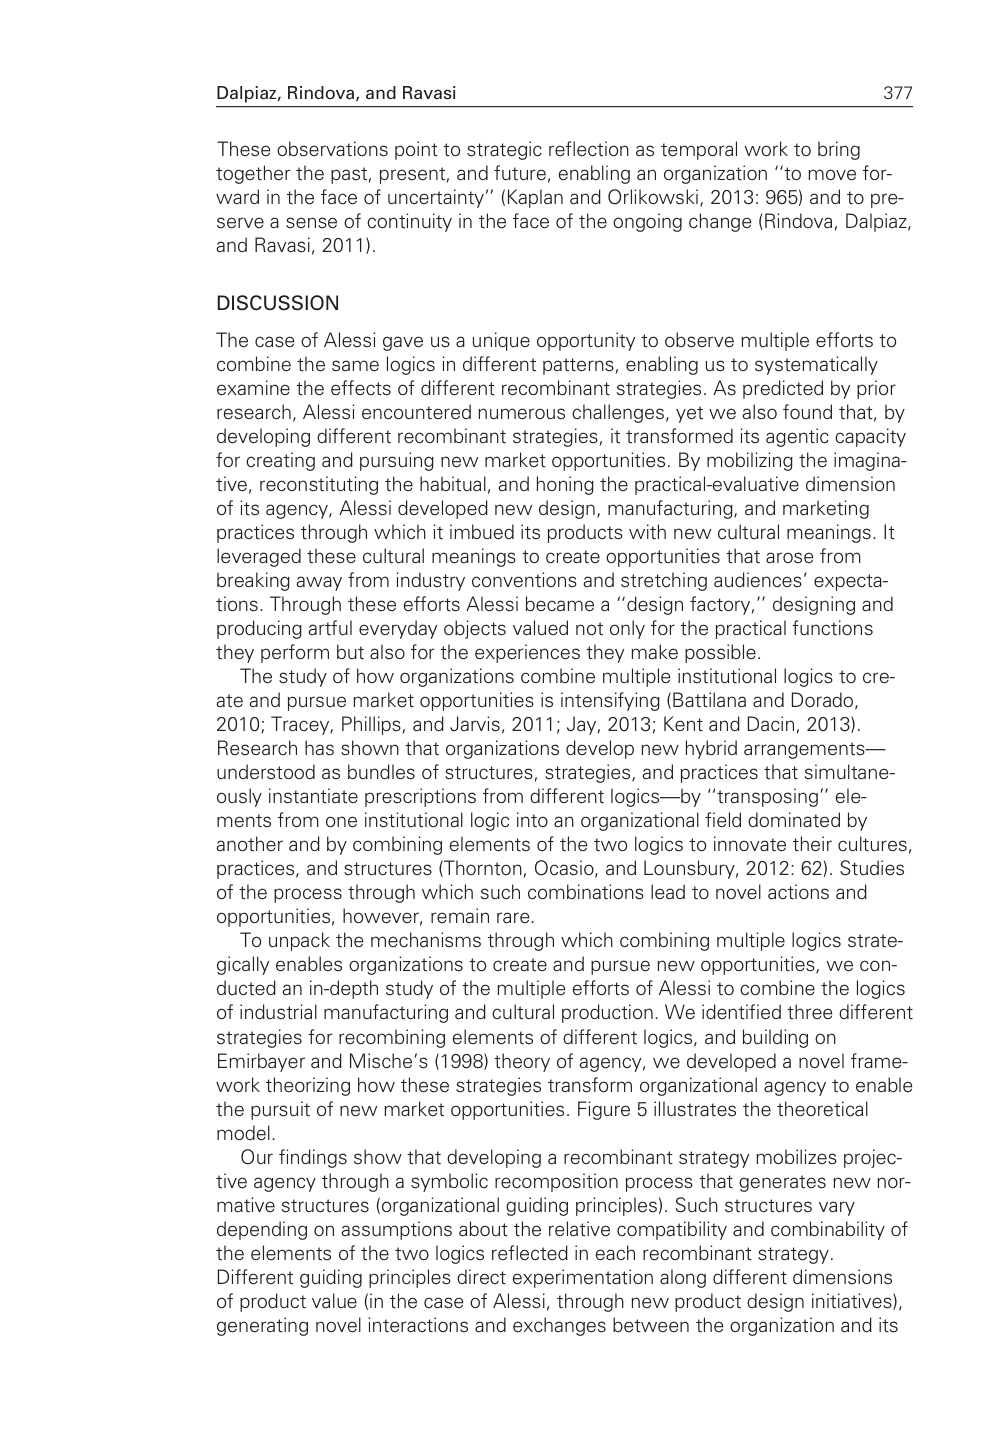 Dalpiaz, Rindova, and Ravasi 377
These observations point to strategic reflection as temporal work to bring
together the past, present, and future, enabling an organization ‘‘to move for-
ward in the face of uncertainty’’ (Kaplan and Orlikowski, 2013: 965) and to pre-
serve a sense of continuity in the face of the ongoing change (Rindova, Dalpiaz,
and Ravasi, 2011).
DISCUSSION
The case of Alessi gave us a unique opportunity to observe multiple efforts to
combine the same logics in different patterns, enabling us to systematically
examine the effects of different recombinant strategies. As predicted by prior
research, Alessi encountered numerous challenges, yet we also found that, by
developing different recombinant strategies, it transformed its agentic capacity
for creating and pursuing new market opportunities. By mobilizing the imagina-
tive, reconstituting the habitual, and honing the practical-evaluative dimension
of its agency, Alessi developed new design, manufacturing, and marketing
practices through which it imbued its products with new cultural meanings. It
leveraged these cultural meanings to create opportunities that arose from
breaking away from industry conventions and stretching audiences’ expecta-
tions. Through these efforts Alessi became a ‘‘design factory,’’ designing and
producing artful everyday objects valued not only for the practical functions
they perform but also for the experiences they make possible.
The study of how organizations combine multiple institutional logics to cre-
ate and pursue market opportunities is intensifying (Battilana and Dorado,
2010; Tracey, Phillips, and Jarvis, 2011; Jay, 2013; Kent and Dacin, 2013).
Research has shown that organizations develop new hybrid arrangements—
understood as bundles of structures, strategies, and practices that simultane-
ously instantiate prescriptions from different logics—by ‘‘transposing’’ ele-
ments from one institutional logic into an organizational field dominated by
another and by combining elements of the two logics to innovate their cultures,
practices, and structures (Thornton, Ocasio, and Lounsbury, 2012: 62). Studies
of the process through which such combinations lead to novel actions and
opportunities, however, remain rare.
To unpack the mechanisms through which combining multiple logics strate-
gically enables organizations to create and pursue new opportunities, we con-
ducted an in-depth study of the multiple efforts of Alessi to combine the logics
of industrial manufacturing and cultural production. We identified three different
strategies for recombining elements of different logics, and building on
Emirbayer and Mische’s (1998) theory of agency, we developed a novel frame-
work theorizing how these strategies transform organizational agency to enable
the pursuit of new market opportunities. Figure 5 illustrates the theoretical
model.
Our findings show that developing a recombinant strategy mobilizes projec-
tive agency through a symbolic recomposition process that generates new nor-
mative structures (organizational guiding principles). Such structures vary
depending on assumptions about the relative compatibility and combinability of
the elements of the two logics reflected in each recombinant strategy.
Different guiding principles direct experimentation along different dimensions
of product value (in the case of Alessi, through new product design initiatives),
generating novel interactions and exchanges between the organization and its